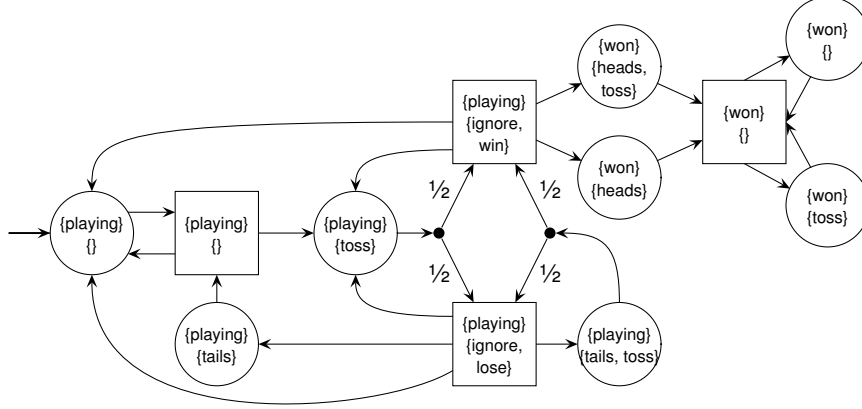 {won}
{}
{won}
{heads,
toss}
{playing}
{ignore,
win}
{won}
{}
{won}
{heads}
½
½
{won}
{toss}
{playing}
{}
{playing}
{}
{playing}
{toss}
½
½
{playing}
{tails}
{playing}
{ignore,
lose}
{playing}
{tails, toss}